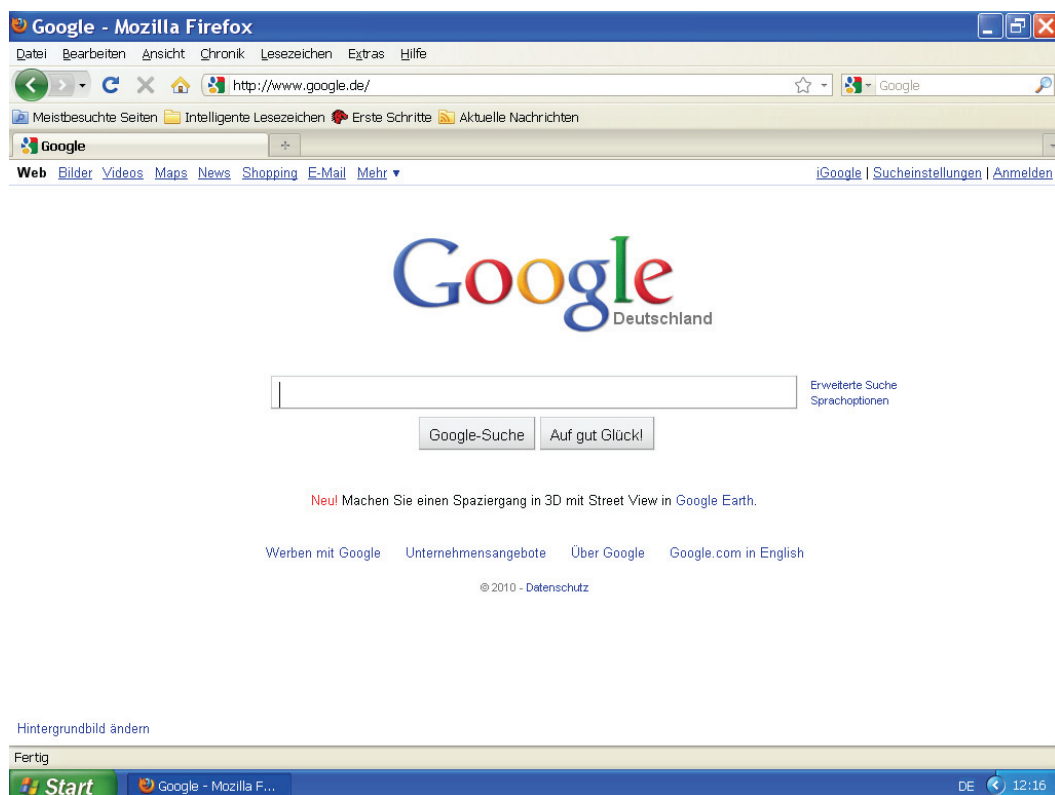 Google - Mozilla Firefox
Datei Bearbeiten Ansicht Chronik Lesezeichen Extras Hilfe
http://www.google.de/ Google
Meistbesuchte Seiten Intelligente Lesezeichen Erste Schritte Aktuelle Nachrichten
Google
Web Bilder Videos Maps News Shopping E-Mail Mehr ▼ iGoogle | Sucheinstellungen | Anmelden
Google
Deutschland
Erweiterte Suche
Sprachoptionen
Google-Suche Auf gut Glück!
Neu! Machen Sie einen Spaziergang in 3D mit Street View in Google Earth.
Werben mit Google Unternehmensangebote Über Google Google.com in English
© 2010 - Datenschutz
Hintergrundbild ändern
Fertig
Start Google - Mozilla F... DE 12:16